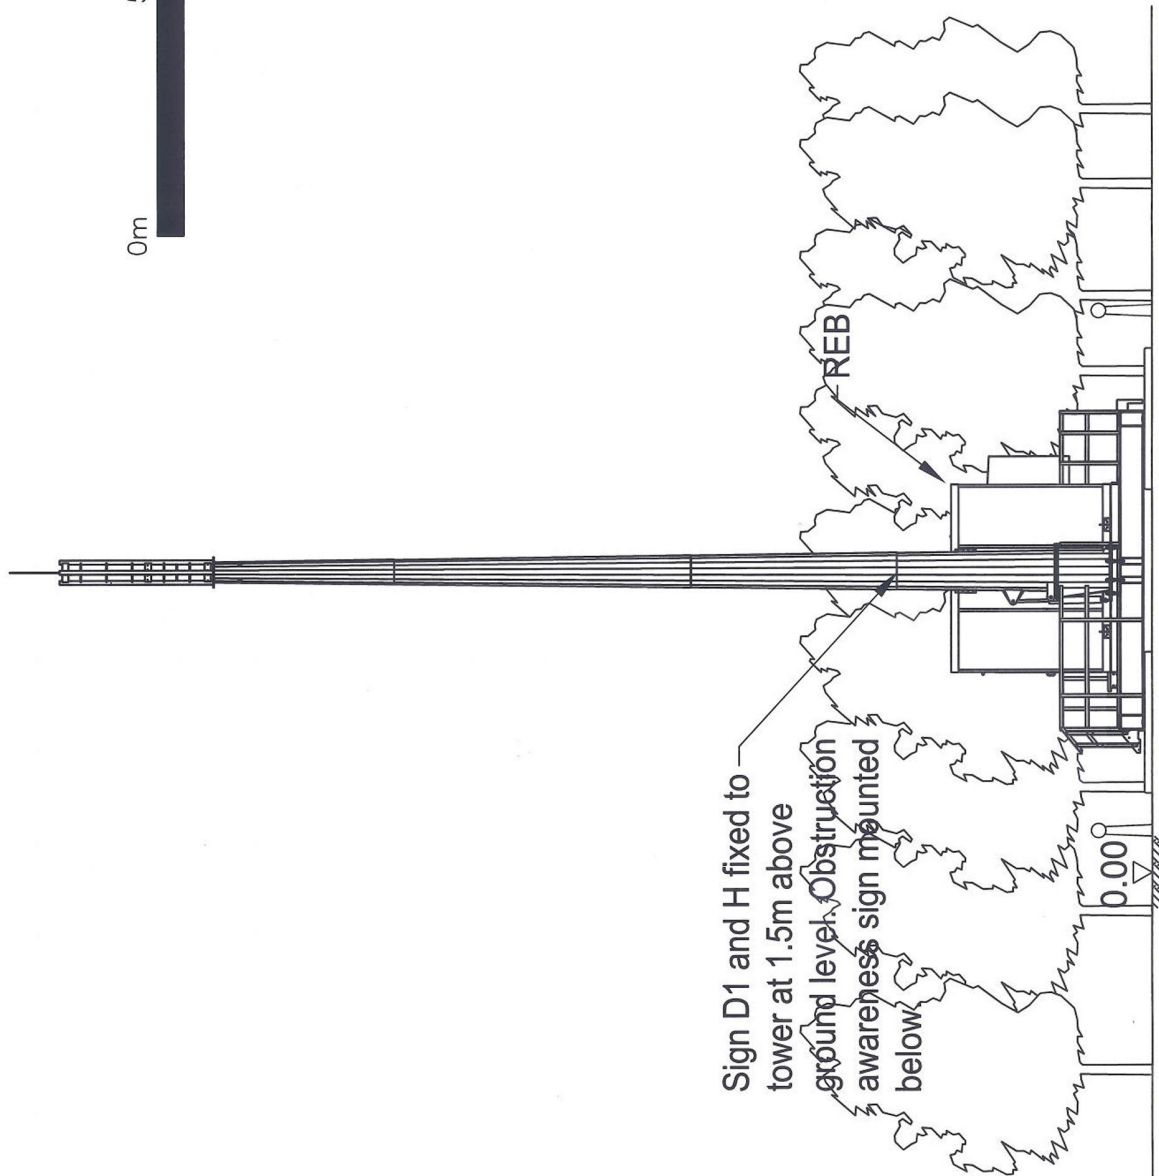 0m
REB
Sign D1 and H fixed to
tower at 1.5m above
ground level. Obstruction
awareness sign mounted
below.
0.00